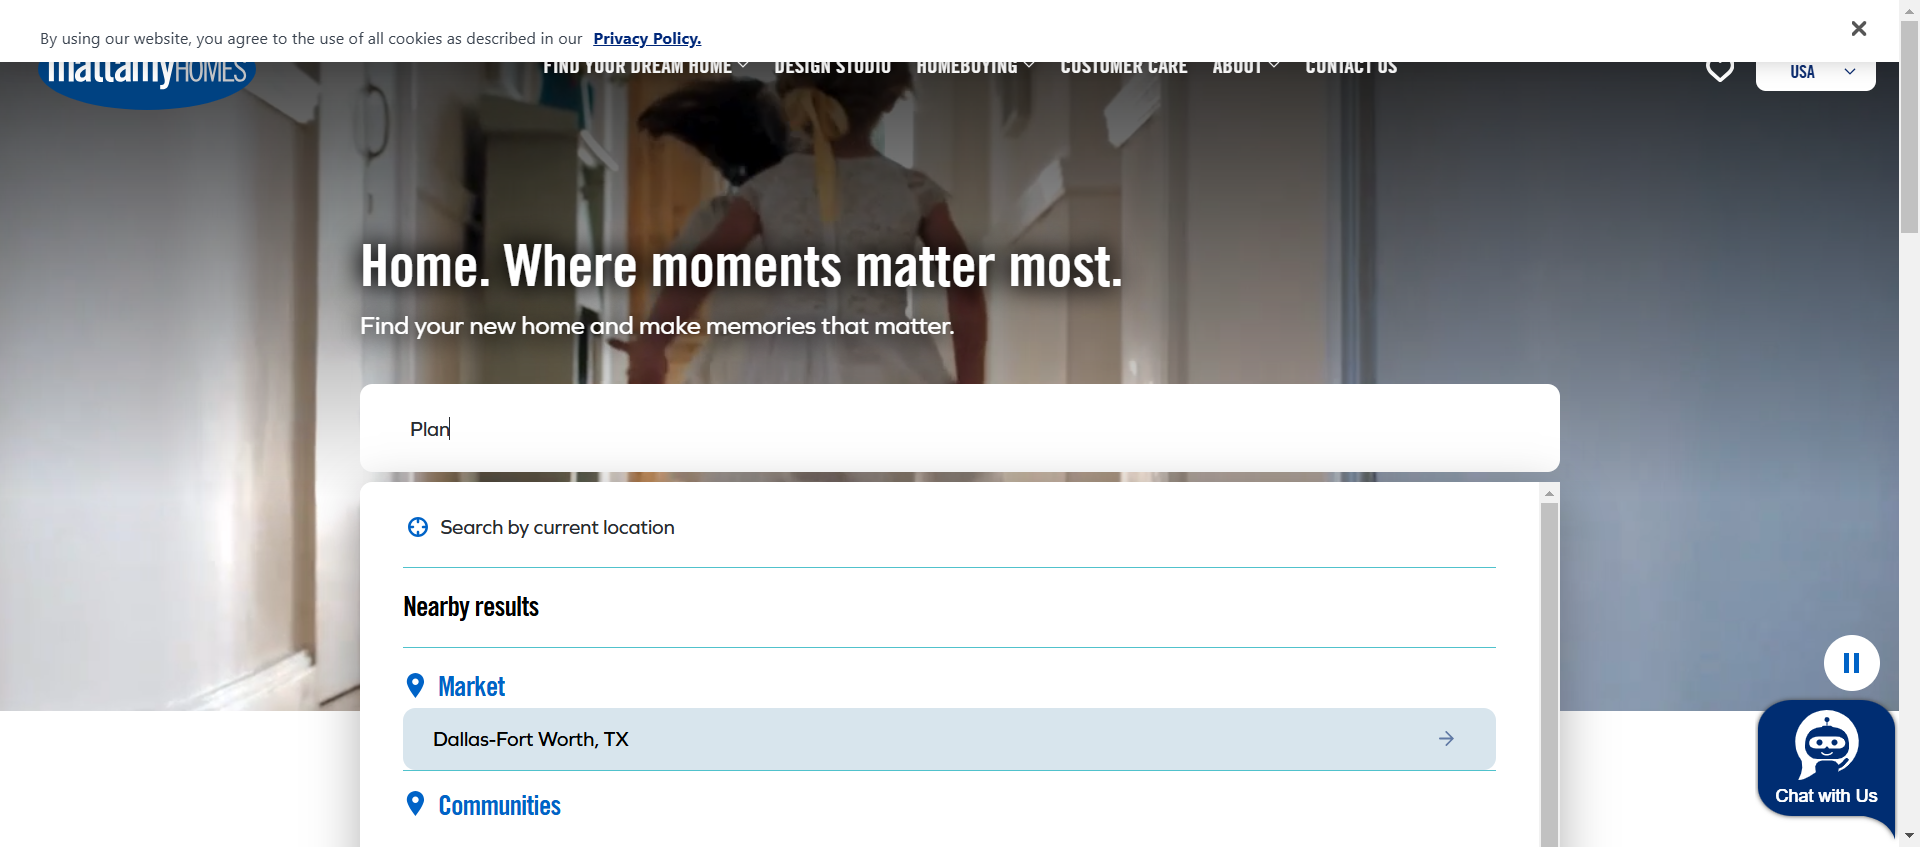 By using our website, you agree to the use of all cookies as described in our Privacy Policy.
mattamyHOMES
FIND YOUR DREAM HOME
DESIGN STUDIO
HOMEBUYING
CUSTOMER CARE
ABOUT
CONTACT US
USA
Home. Where moments matter most.
Find your new home and make memories that matter.
Plan
Search by current location
Nearby results
Market
Dallas-Fort Worth, TX
Communities
Chat with Us